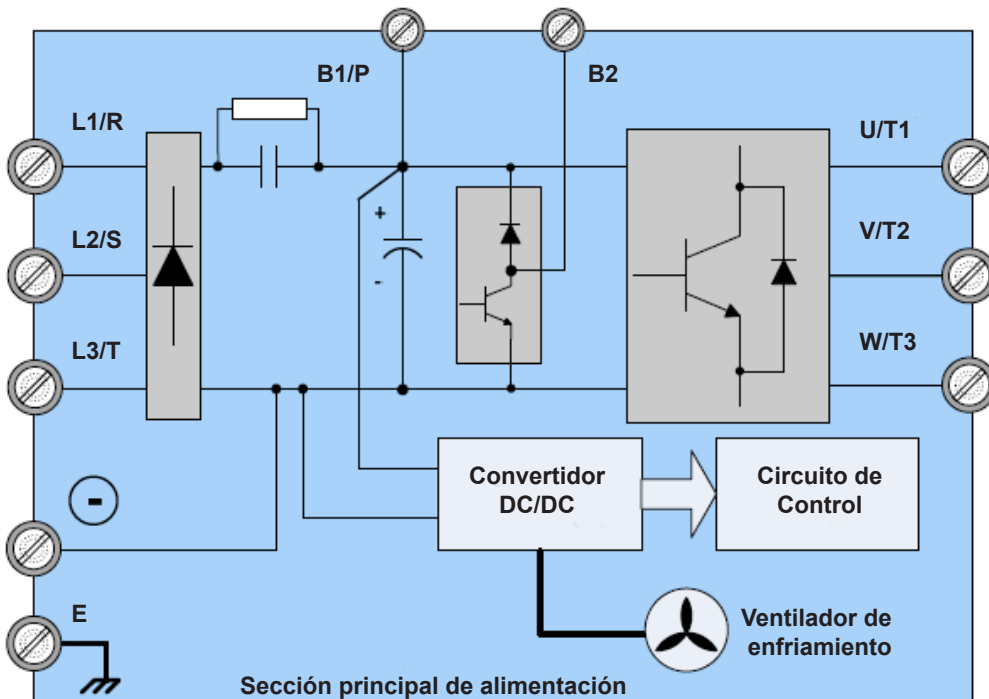 B1/P
B2
L1/R
U/T1
L2/S
V/T2
+
-
L3/T
W/T3
-
Convertidor
DC/DC
Circuito de
Control
E
Ventilador de
enfriamiento
Sección principal de alimentación